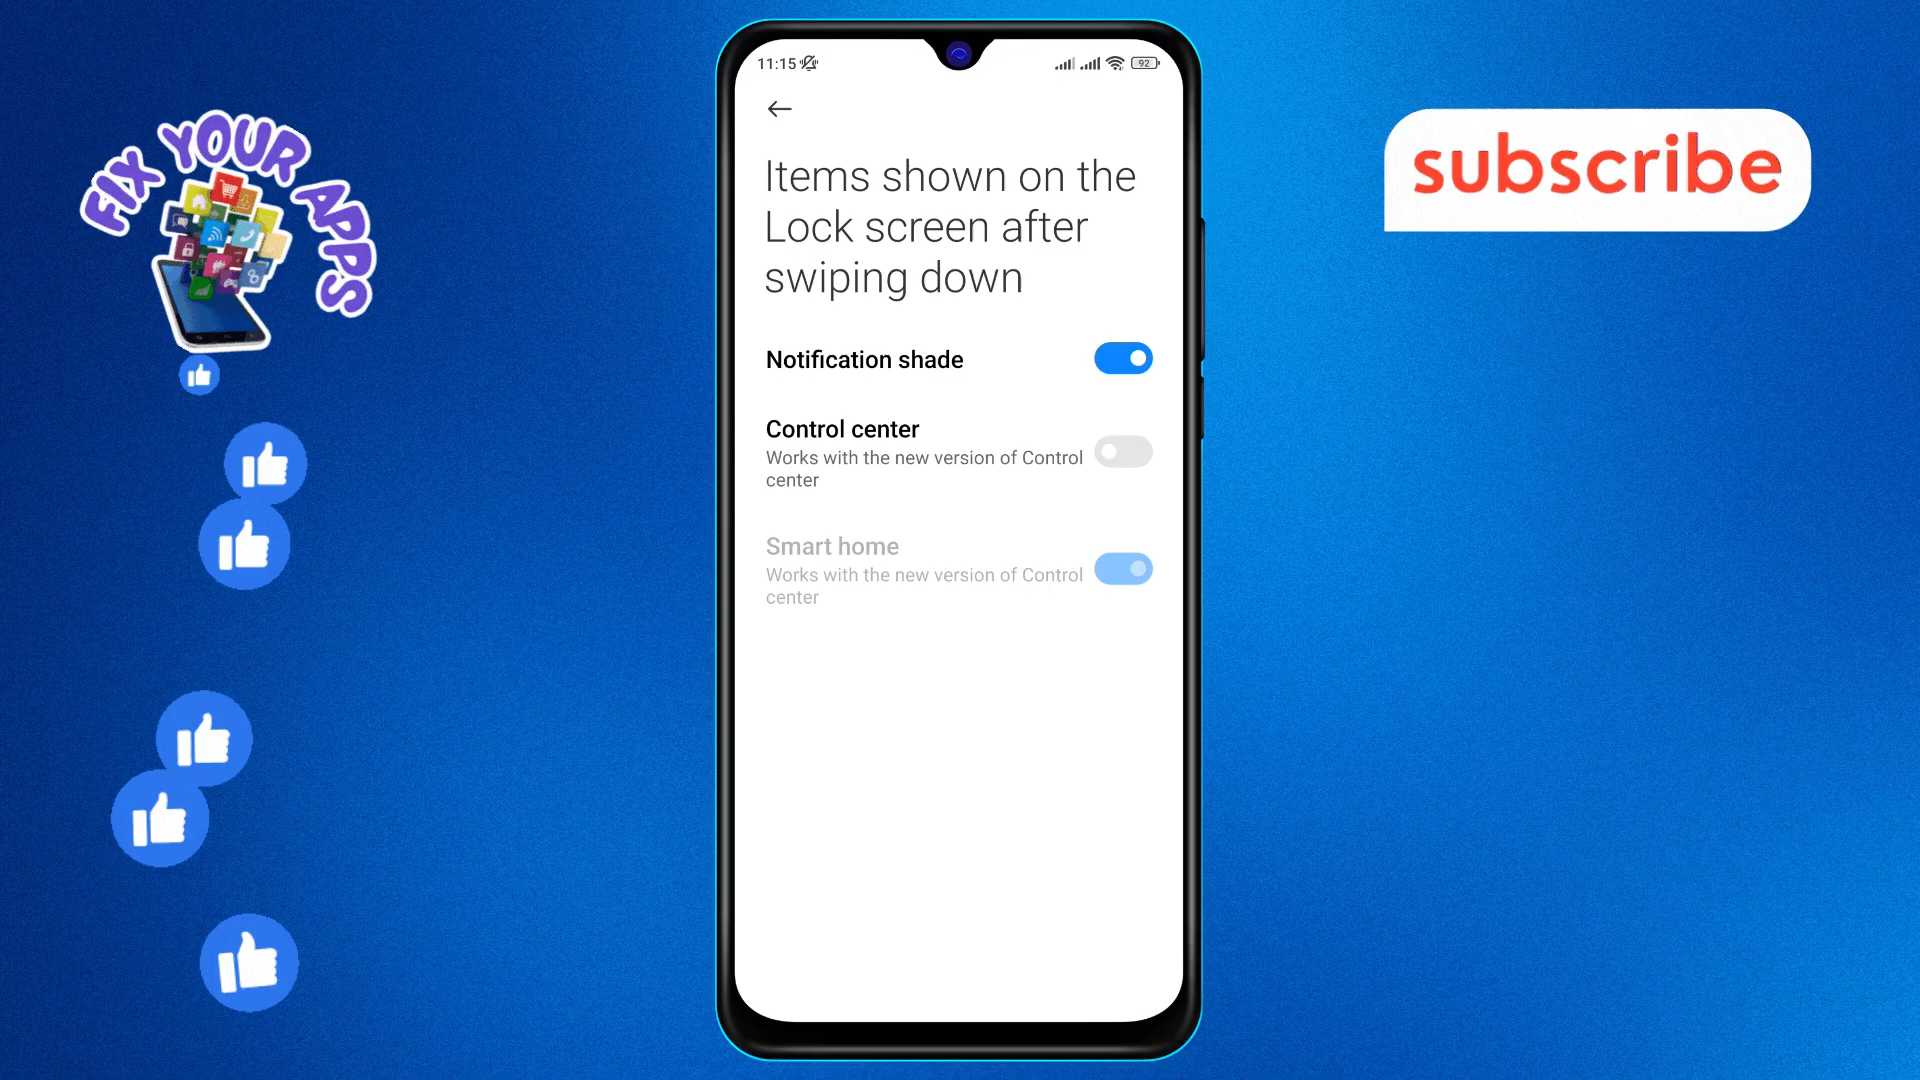 FIX YOUR APPS
subscribe
11:15
92
Items shown on the
Lock screen after
swiping down
Notification shade
Control center
Works with the new version of Control
center
Smart home
Works with the new version of Control
center